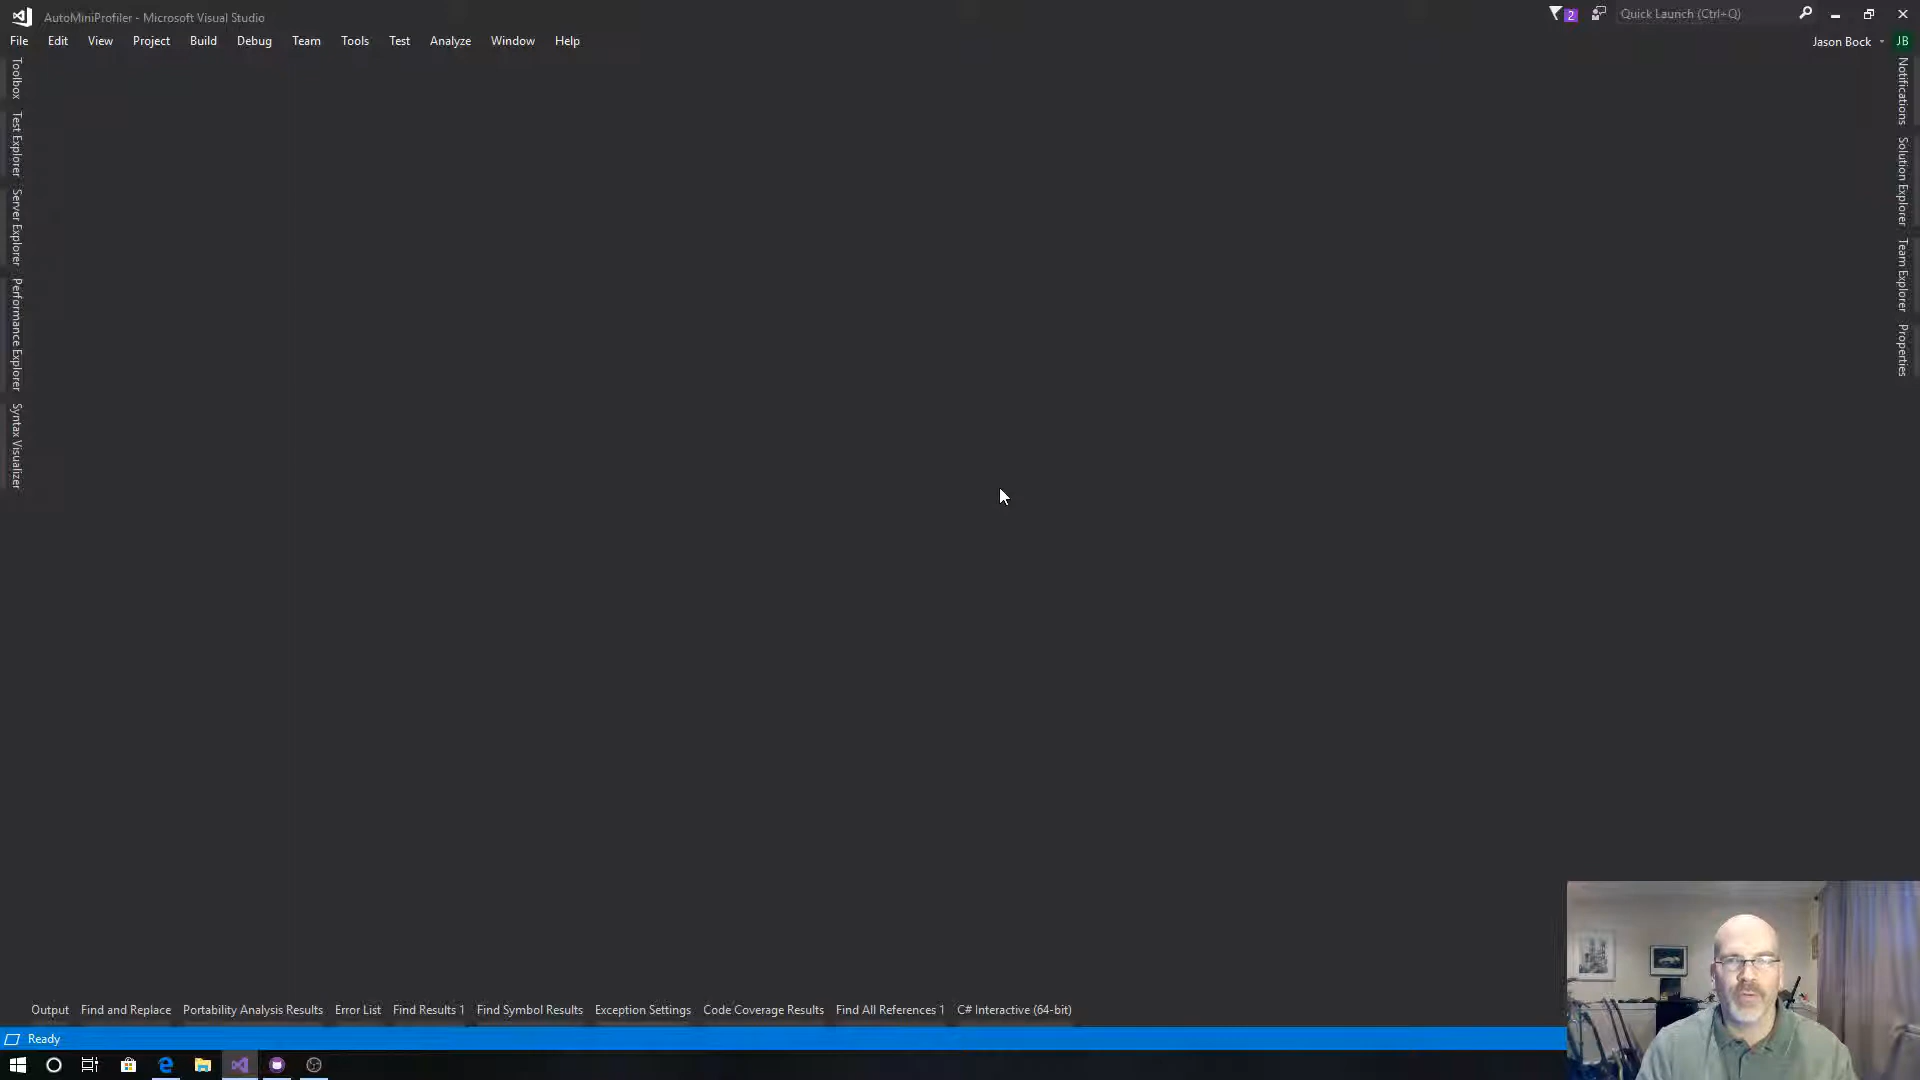 AutoMiniProfiler - Microsoft Visual Studio
2
Quick Launch (Ctrl+Q)
File Edit View Project Build Debug Team Tools Test Analyze Window Help
Jason Bock
JB
Toolbox
Test Explorer
Server Explorer
Performance Explorer
Syntax Visualizer
Notifications
Solution Explorer
Team Explorer
Properties
Output Find and Replace Portability Analysis Results Error List Find Results 1 Find Symbol Results Exception Settings Code Coverage Results Find All References 1 C# Interactive (64-bit)
Ready